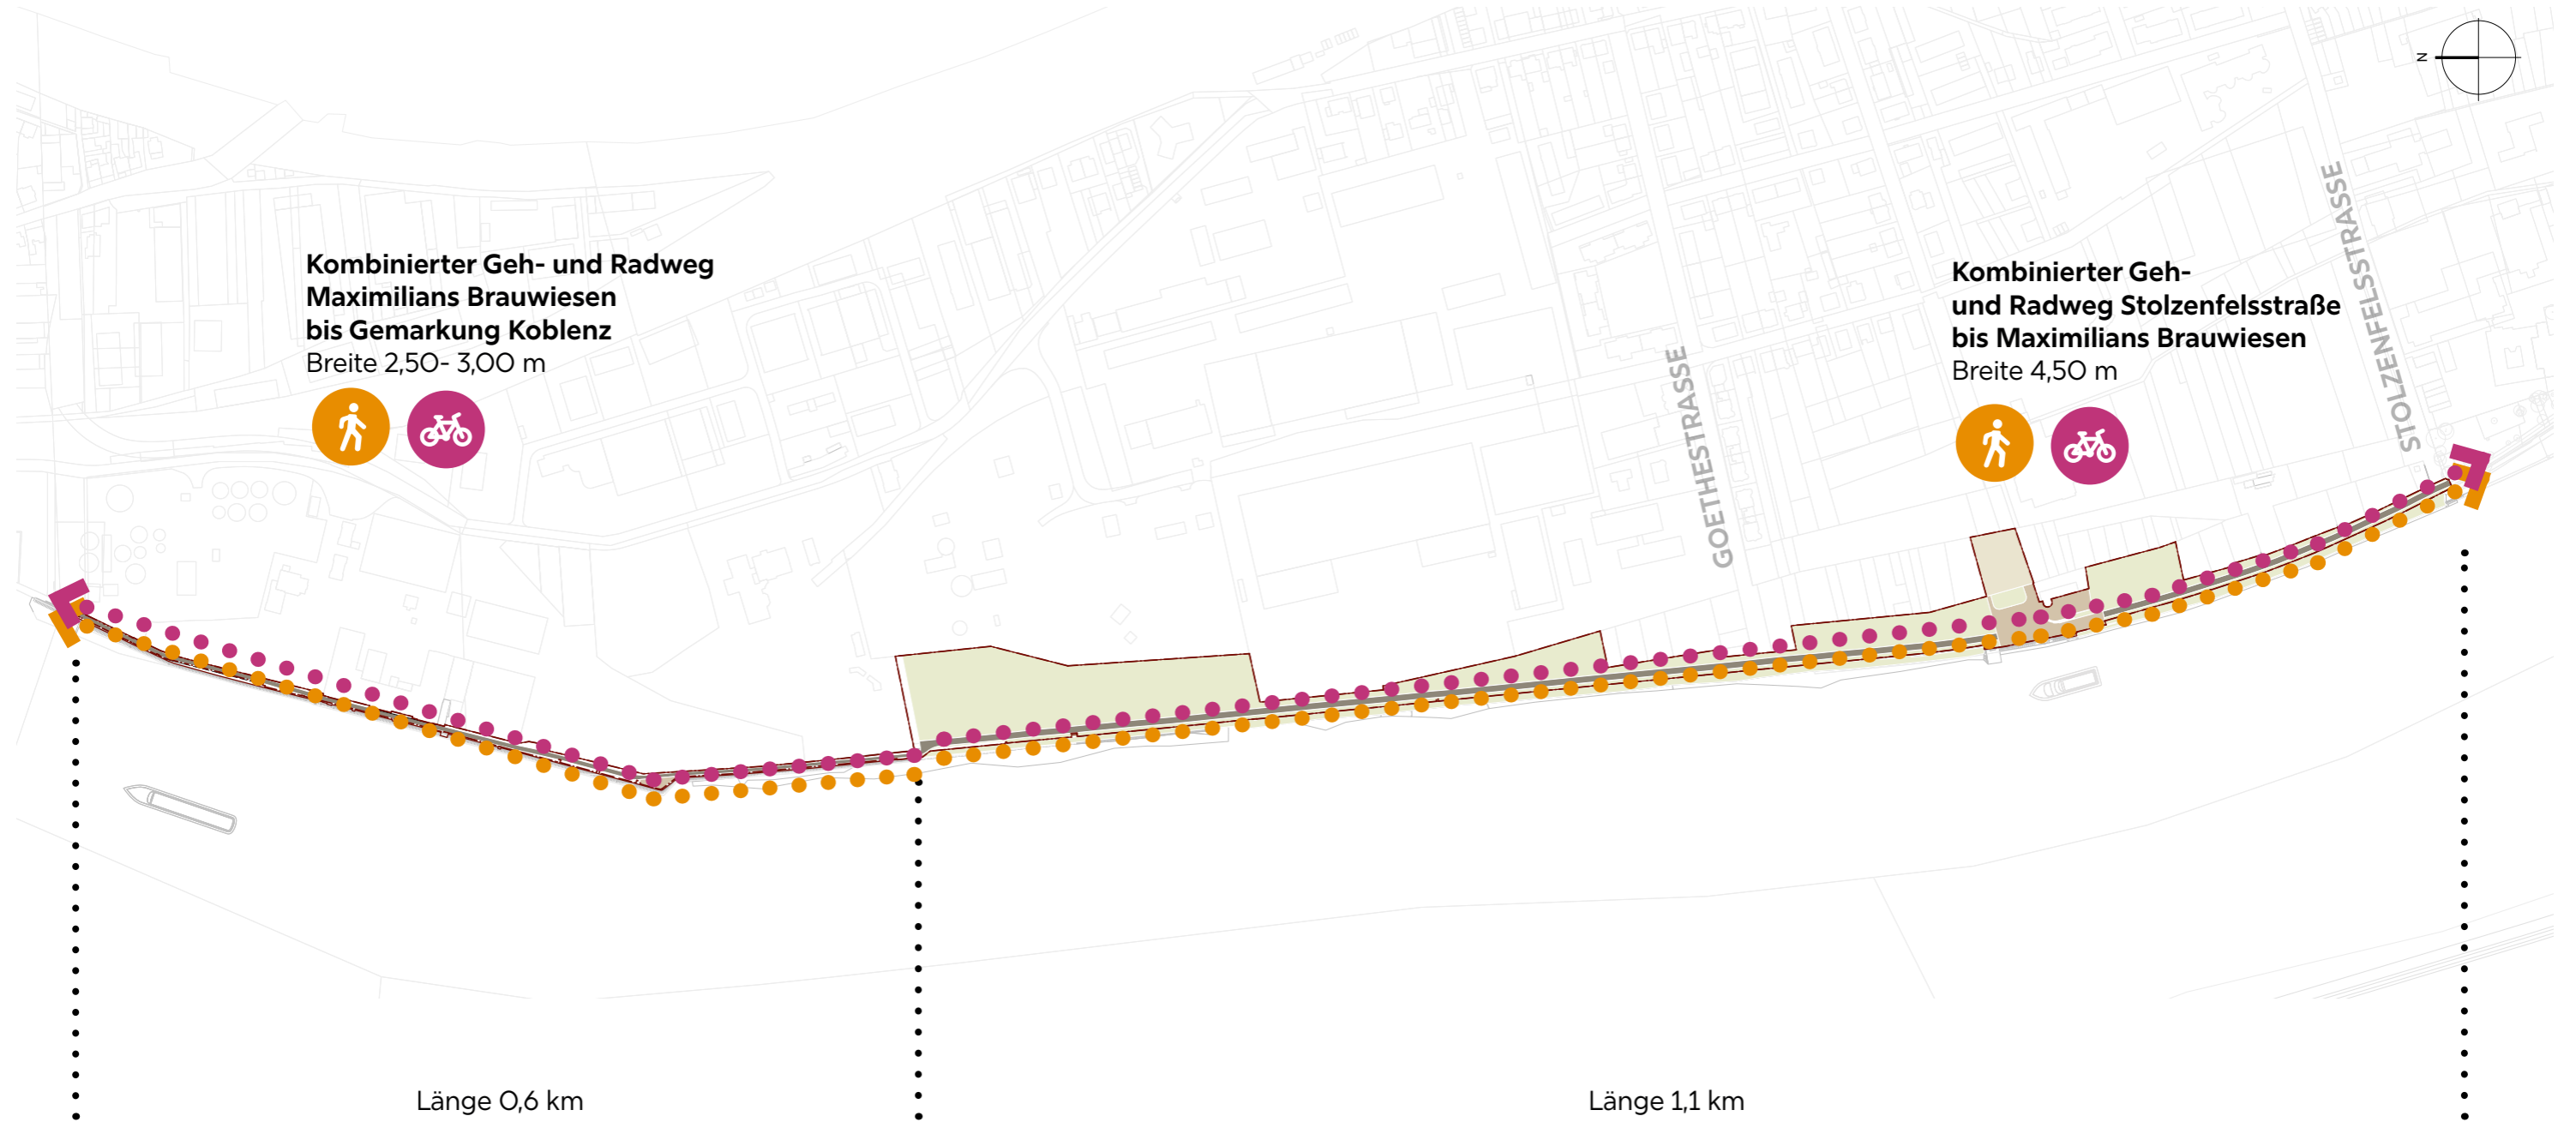 N
Kombinierter Geh- und Radweg
Maximilians Brauwiesen
bis Gemarkung Koblenz
Breite 2,50- 3,00 m
Kombinierter Geh-
und Radweg Stolzenfelsstraße
bis Maximilians Brauwiesen
Breite 4,50 m
GOETHESTRASSE
STOLZENFELSSTRASSE
Länge 0,6 km
Länge 1,1 km